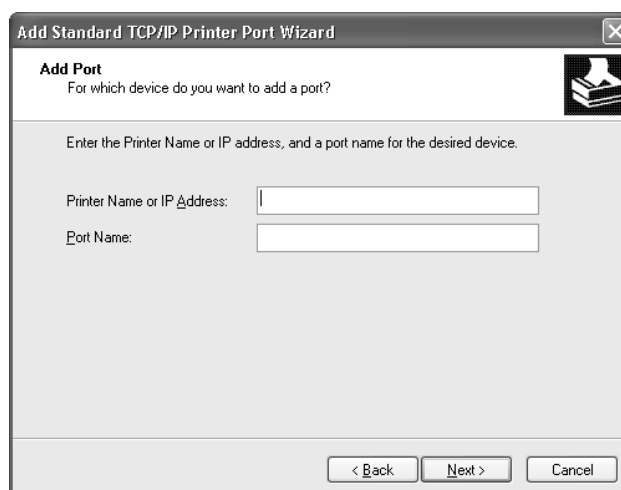 Add Standard TCP/IP Printer Port Wizard
Add Port
For which device do you want to add a port?
Enter the Printer Name or IP address, and a port name for the desired device.
Printer Name or IP Address:
Port Name:
< Back Next > Cancel